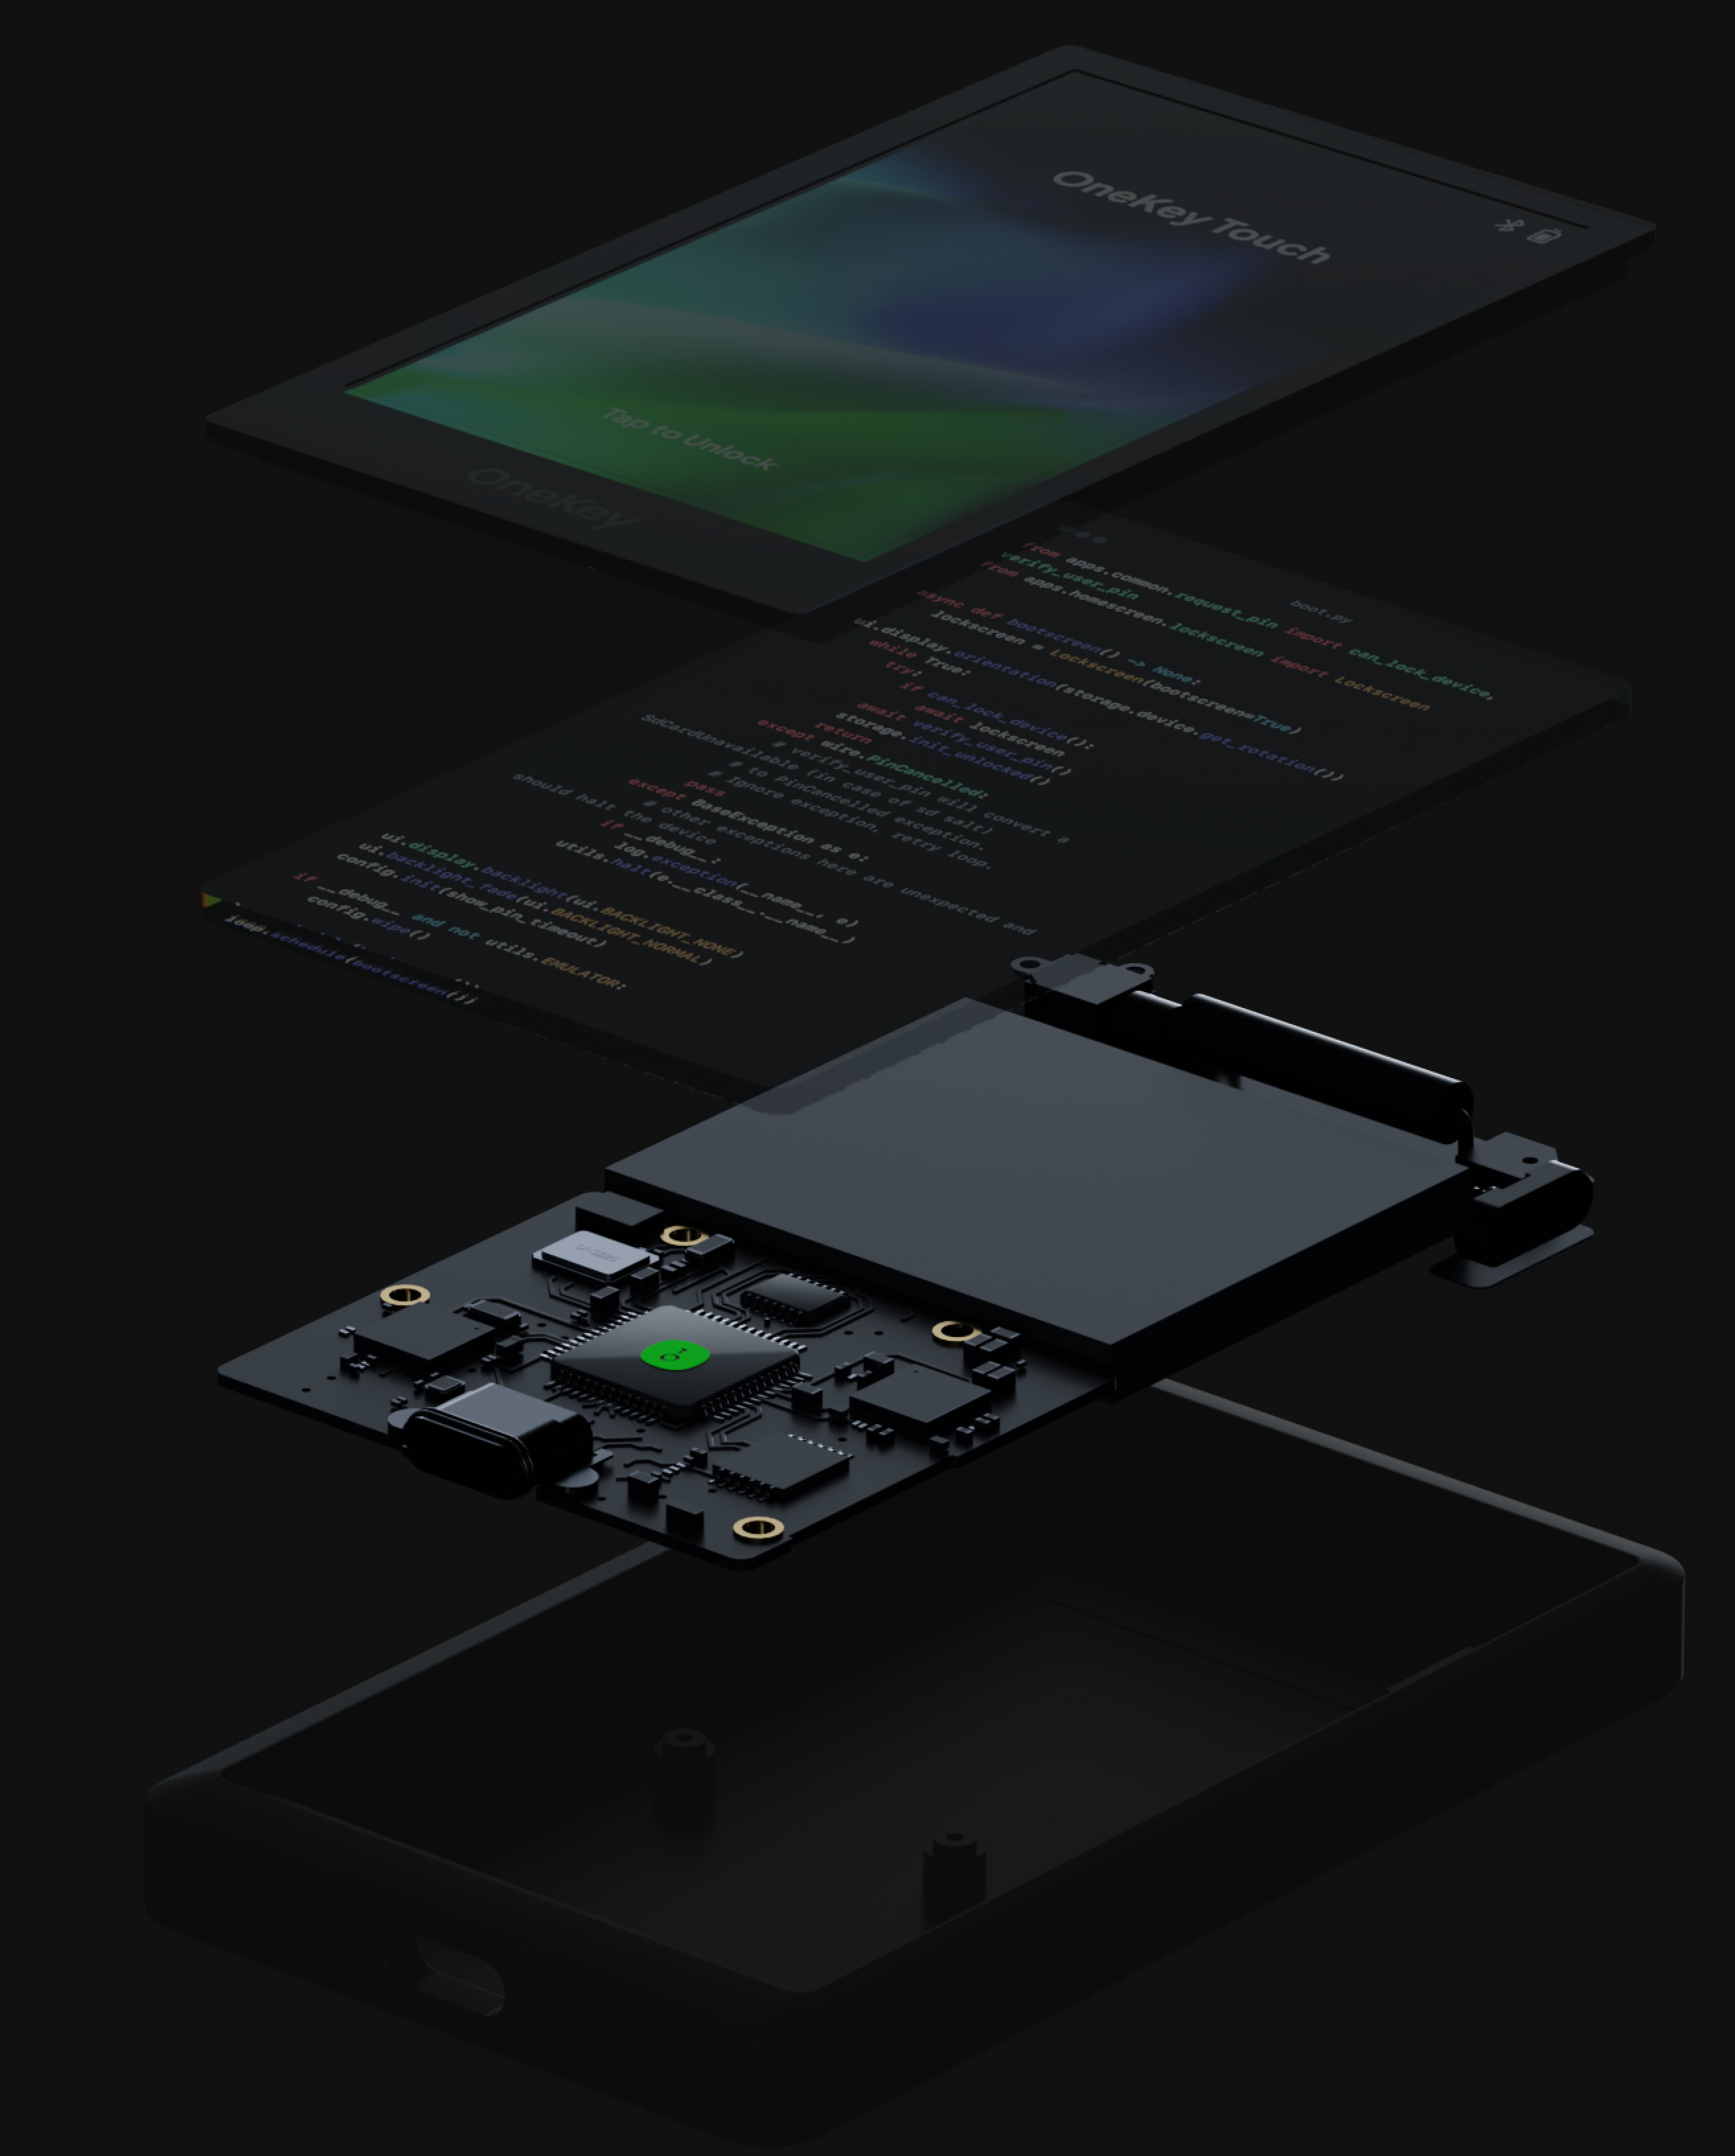 OneKey Touch
Tap to Unlock
OneKey
boot.py
from apps.common.request_pin import can_lock_device,
verify_user_pin
from apps.homescreen.lockscreen import Lockscreen
async def bootscreen() -> None:
lockscreen = Lockscreen(bootscreen=True)
ui.display.orientation(storage.device.get_rotation())
while True:
try:
if can_lock_device():
await lockscreen
await verify_user_pin()
storage.init_unlocked()
return
except wire.PinCancelled:
# verify_user_pin will convert a
SdCardUnavailable (in case of sd salt)
# to PinCancelled exception.
# Ignore exception, retry loop.
pass
except BaseException as e:
# other exceptions here are unexpected and
should halt the device
if __debug__:
log.exception(__name__, e)
utils.halt(e.__class__.__name__)
ui.display.backlight(ui.BACKLIGHT_NONE)
ui.backlight_fade(ui.BACKLIGHT_NORMAL)
config.init(show_pin_timeout)
if __debug__ and not utils.EMULATOR:
config.wipe()
loop.schedule(bootscreen())